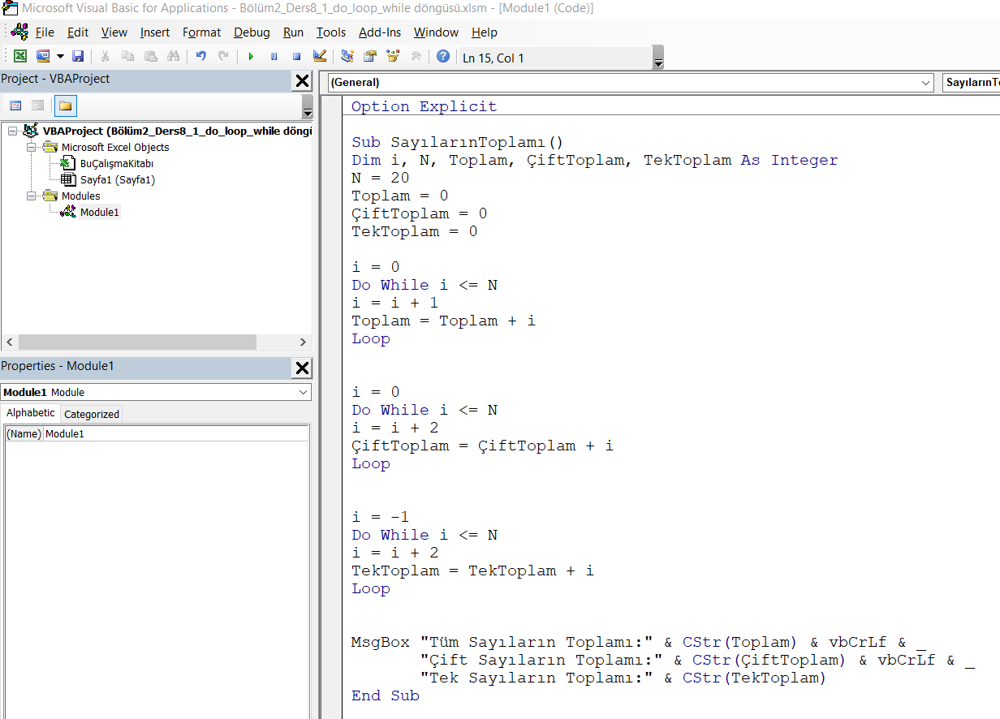 Microsoft Visual Basic for Applications - Bölüm2_Ders8_1_do_loop_while döngüsü.xlsm - [Module1 (Code)]
File Edit View Insert Format Debug Run Tools Add-Ins Window Help
Ln 15, Col 1
Project - VBAProject
VBAProject (Bölüm2_Ders8_1_do_loop_while döngü
Microsoft Excel Objects
BuÇalışmaKitabı
Sayfa1 (Sayfa1)
Modules
Module1
Properties - Module1
Module1 Module
Alphabetic Categorized
(Name) Module1
(General) SayılarınT
Option Explicit
Sub SayılarınToplamı()
Dim i, N, Toplam, ÇiftToplam, TekToplam As Integer
N = 20
Toplam = 0
ÇiftToplam = 0
TekToplam = 0
i = 0
Do While i <= N
i = i + 1
Toplam = Toplam + i
Loop
i = 0
Do While i <= N
i = i + 2
ÇiftToplam = ÇiftToplam + i
Loop
i = -1
Do While i <= N
i = i + 2
TekToplam = TekToplam + i
Loop
MsgBox "Tüm Sayıların Toplamı:" & CStr(Toplam) & vbCrLf & _
"Çift Sayıların Toplamı:" & CStr(ÇiftToplam) & vbCrLf & _
"Tek Sayıların Toplamı:" & CStr(TekToplam)
End Sub